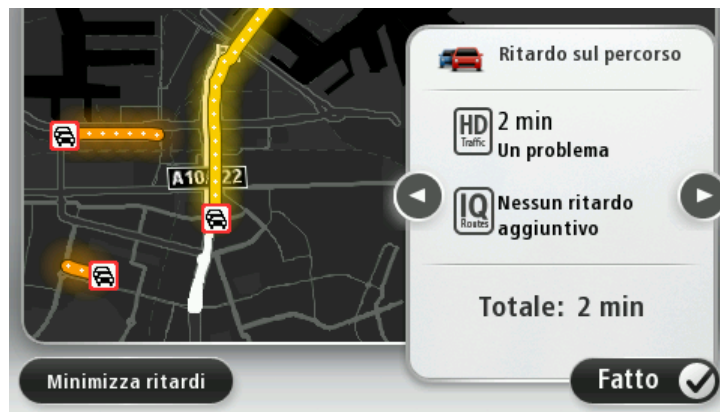 Ritardo sul percorso
HD Traffic
2 min
Un problema
IQ Routes
Nessun ritardo
aggiuntivo
Totale: 2 min
Minimizza ritardi
Fatto